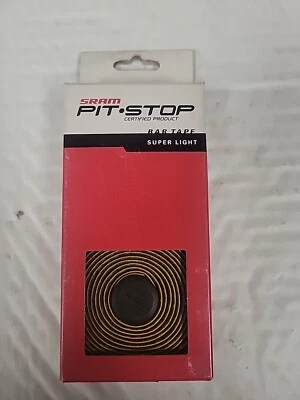 SRAM
PIT•STOP
CERTIFIED PRODUCT
BAR TAPE
SUPER LIGHT